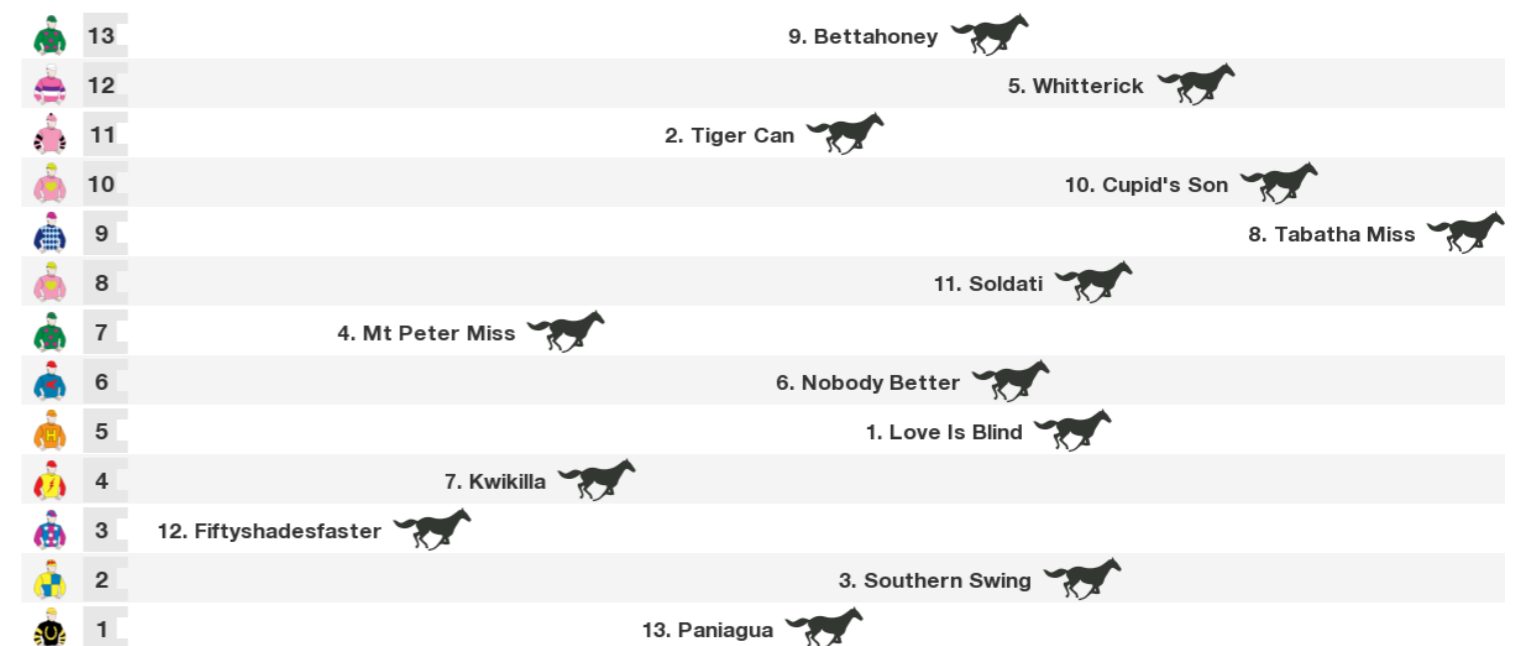 13 9. Bettahoney
12 5. Whitterick
11 2. Tiger Can
10 10. Cupid's Son
9 8. Tabatha Miss
8 11. Soldati
7 4. Mt Peter Miss
6 6. Nobody Better
5 H 1. Love Is Blind
4 7. Kwikilla
3 12. Fiftyshadesfaster
2 3. Southern Swing
1 13. Paniagua